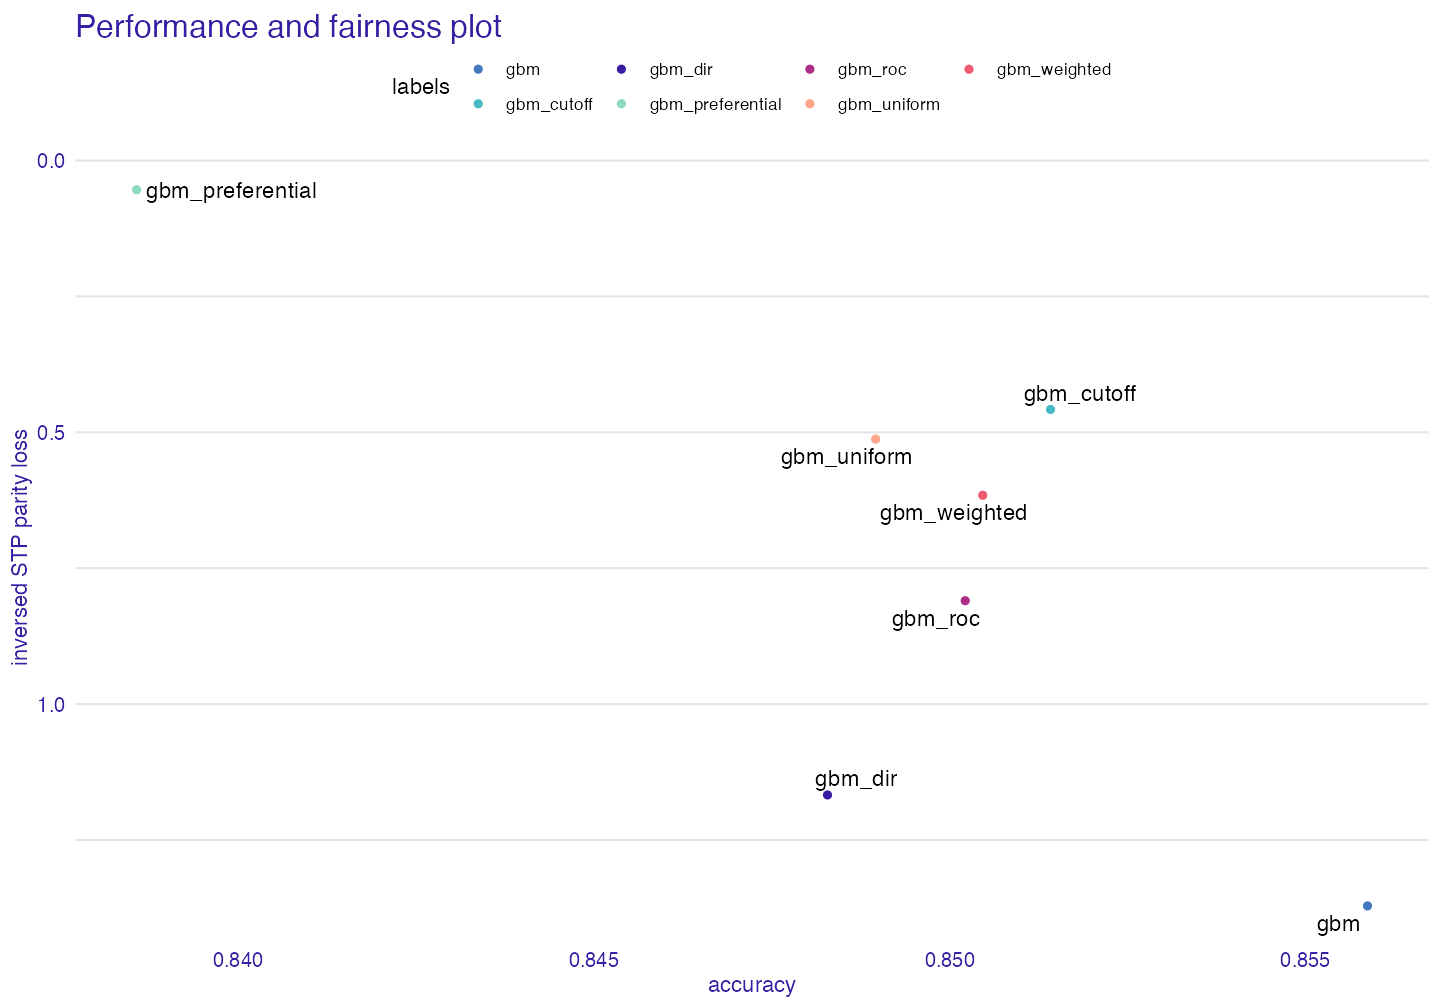 Performance and fairness plot
labels
gbm
gbm_dir
gbm_roc
gbm_weighted
gbm_cutoff
gbm_preferential
gbm_uniform
inversed STP parity loss
0.0
0.5
1.0
gbm_preferential
gbm_cutoff
gbm_uniform
gbm_weighted
gbm_roc
gbm_dir
gbm
0.840
0.845
0.850
0.855
accuracy